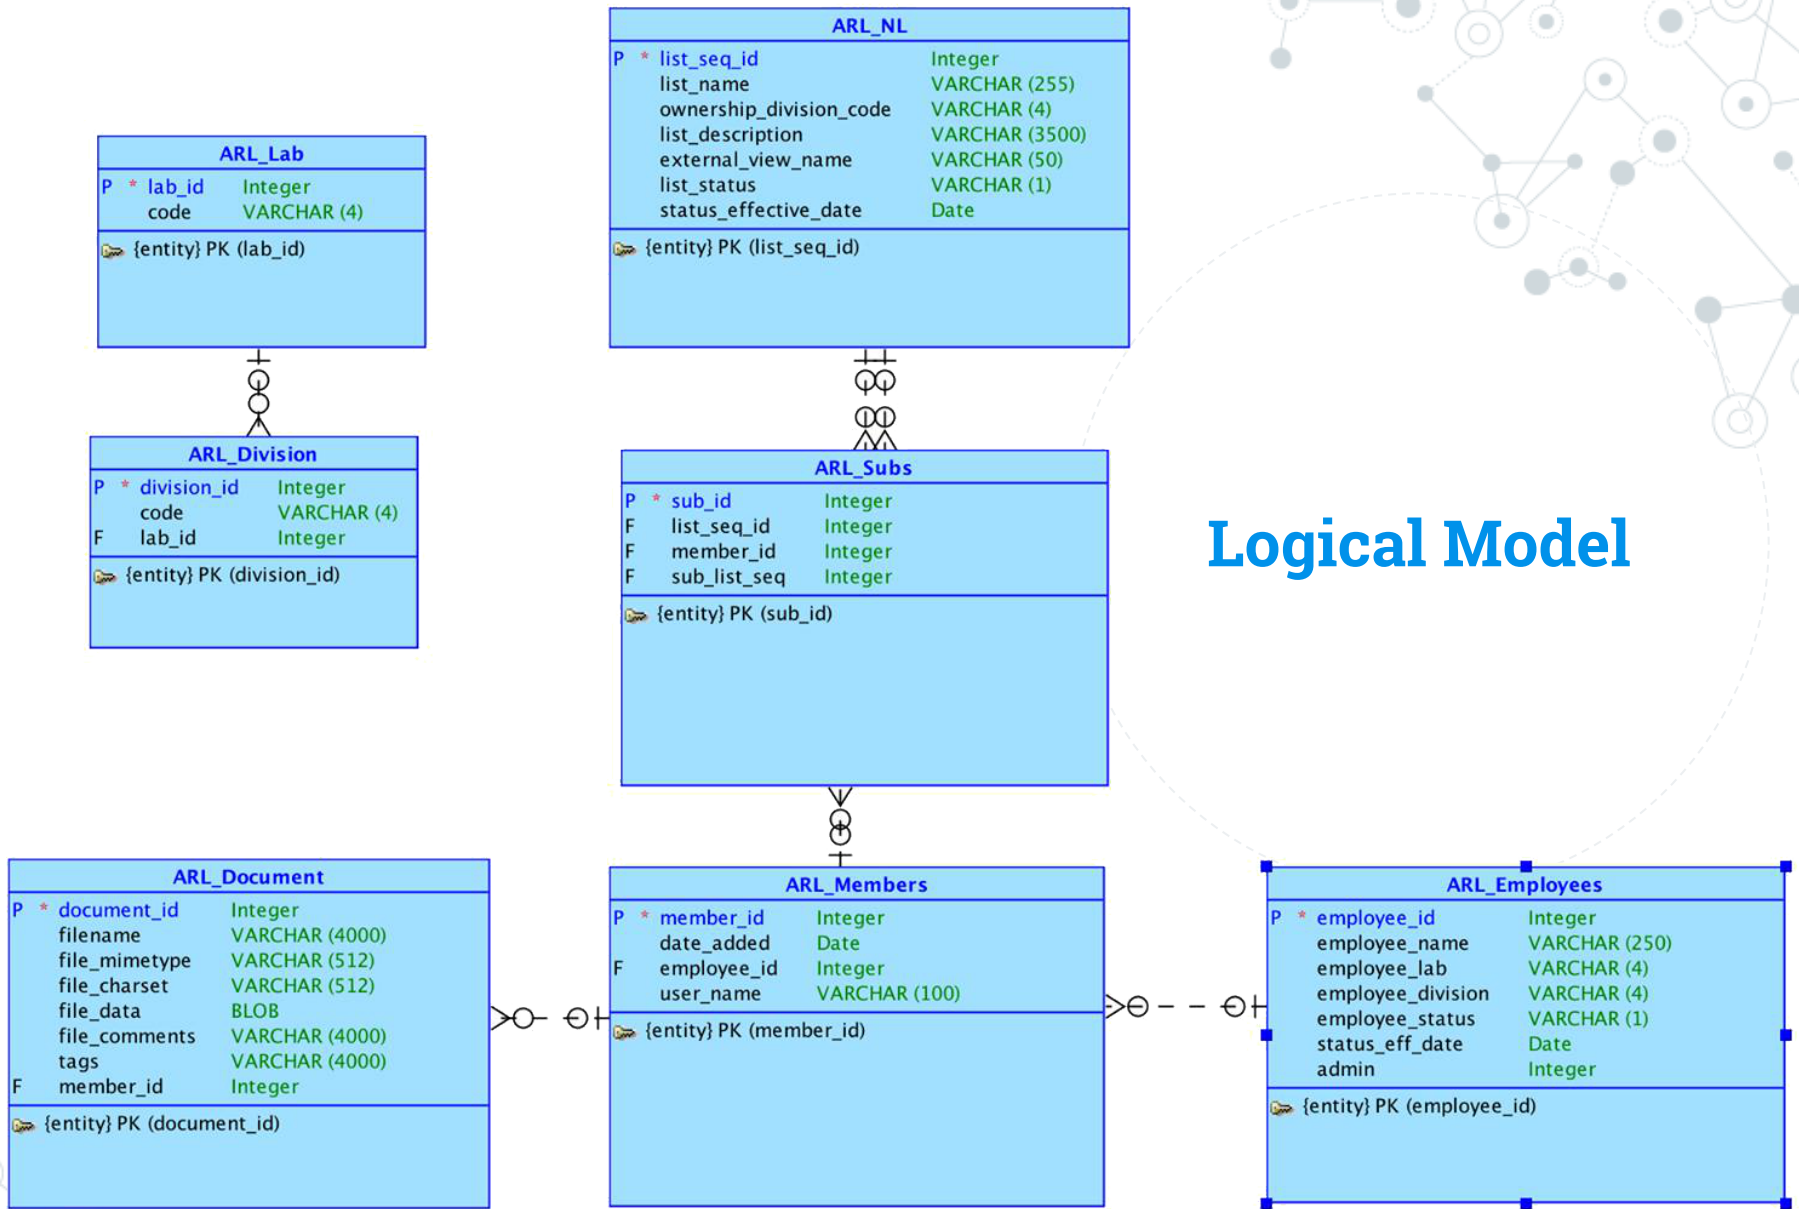 ARL_NL
P * list_seq_id Integer
list_name VARCHAR (255)
ownership_division_code VARCHAR (4)
list_description VARCHAR (3500)
external_view_name VARCHAR (50)
list_status VARCHAR (1)
status_effective_date Date
{entity} PK (list_seq_id)
ARL_Lab
P * lab_id Integer
code VARCHAR (4)
{entity} PK (lab_id)
ARL_Division
P * division_id Integer
code VARCHAR (4)
F lab_id Integer
{entity} PK (division_id)
ARL_Subs
P * sub_id Integer
F list_seq_id Integer
F member_id Integer
F sub_list_seq Integer
{entity} PK (sub_id)
Logical Model
ARL_Document
P * document_id Integer
filename VARCHAR (4000)
file_mimetype VARCHAR (512)
file_charset VARCHAR (512)
file_data BLOB
file_comments VARCHAR (4000)
tags VARCHAR (4000)
F member_id Integer
{entity} PK (document_id)
ARL_Members
P * member_id Integer
date_added Date
F employee_id Integer
user_name VARCHAR (100)
{entity} PK (member_id)
ARL_Employees
P * employee_id Integer
employee_name VARCHAR (250)
employee_lab VARCHAR (4)
employee_division VARCHAR (4)
employee_status VARCHAR (1)
status_eff_date Date
admin Integer
{entity} PK (employee_id)